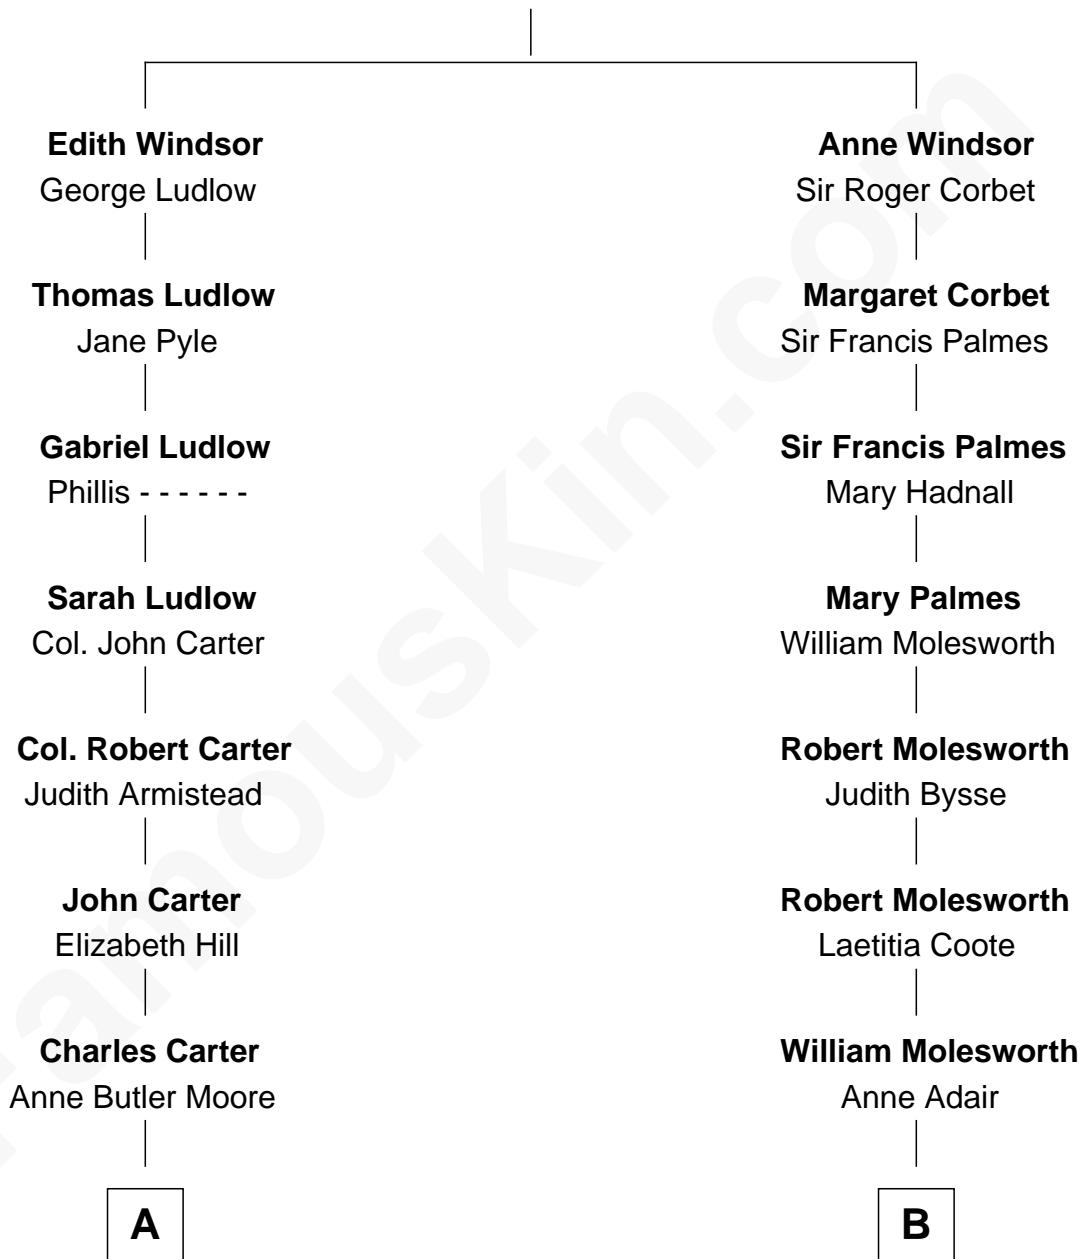 Edith Windsor
George Ludlow
Thomas Ludlow
Jane Pyle
Gabriel Ludlow
Phillis - - - - - -
Sarah Ludlow
Col. John Carter
Col. Robert Carter
Judith Armistead
John Carter
Elizabeth Hill
Charles Carter
Anne Butler Moore
A
Anne Windsor
Sir Roger Corbet
Margaret Corbet
Sir Francis Palmes
Sir Francis Palmes
Mary Hadnall
Mary Palmes
William Molesworth
Robert Molesworth
Judith Bysse
Robert Molesworth
Laetitia Coote
William Molesworth
Anne Adair
B
FamousKin.com